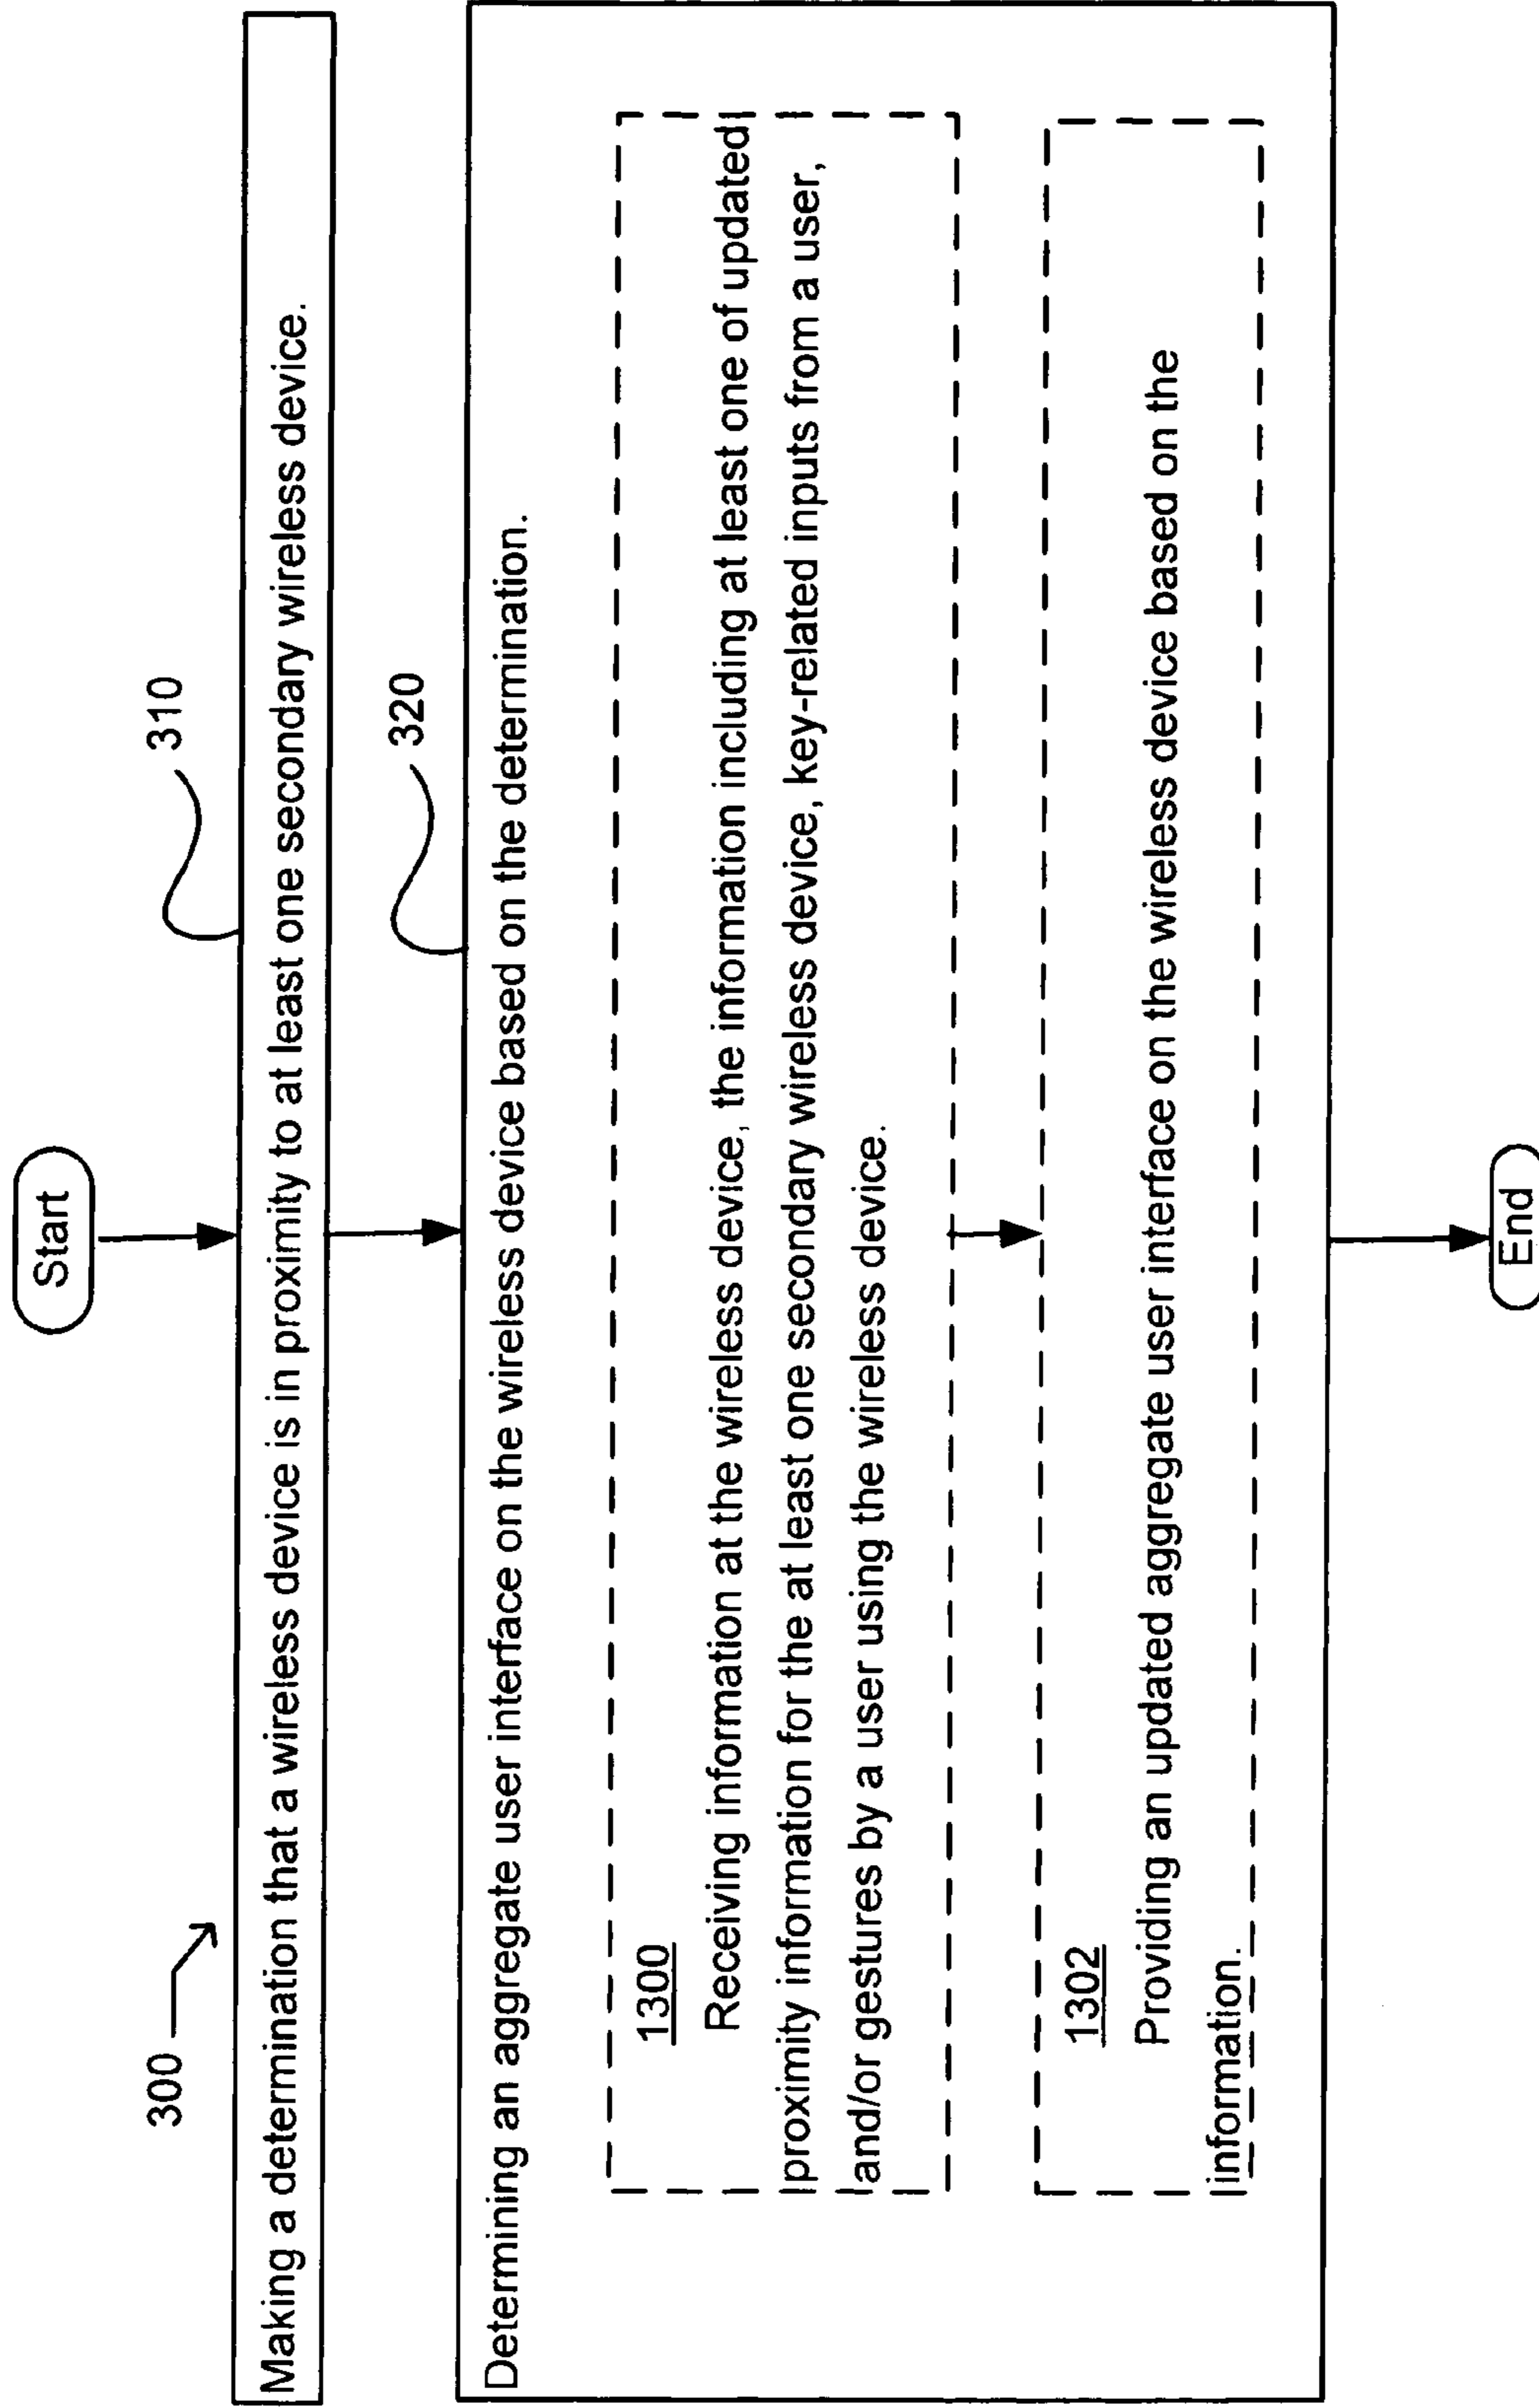 Start
300
310
Making a determination that a wireless device is in proximity to at least one secondary wireless device.
320
Determining an aggregate user interface on the wireless device based on the determination.
1300
Receiving information at the wireless device, the information including at least one of updated
proximity information for the at least one secondary wireless device, key-related inputs from a user,
and/or gestures by a user using the wireless device.
1302
Providing an updated aggregate user interface on the wireless device based on the
information.
End